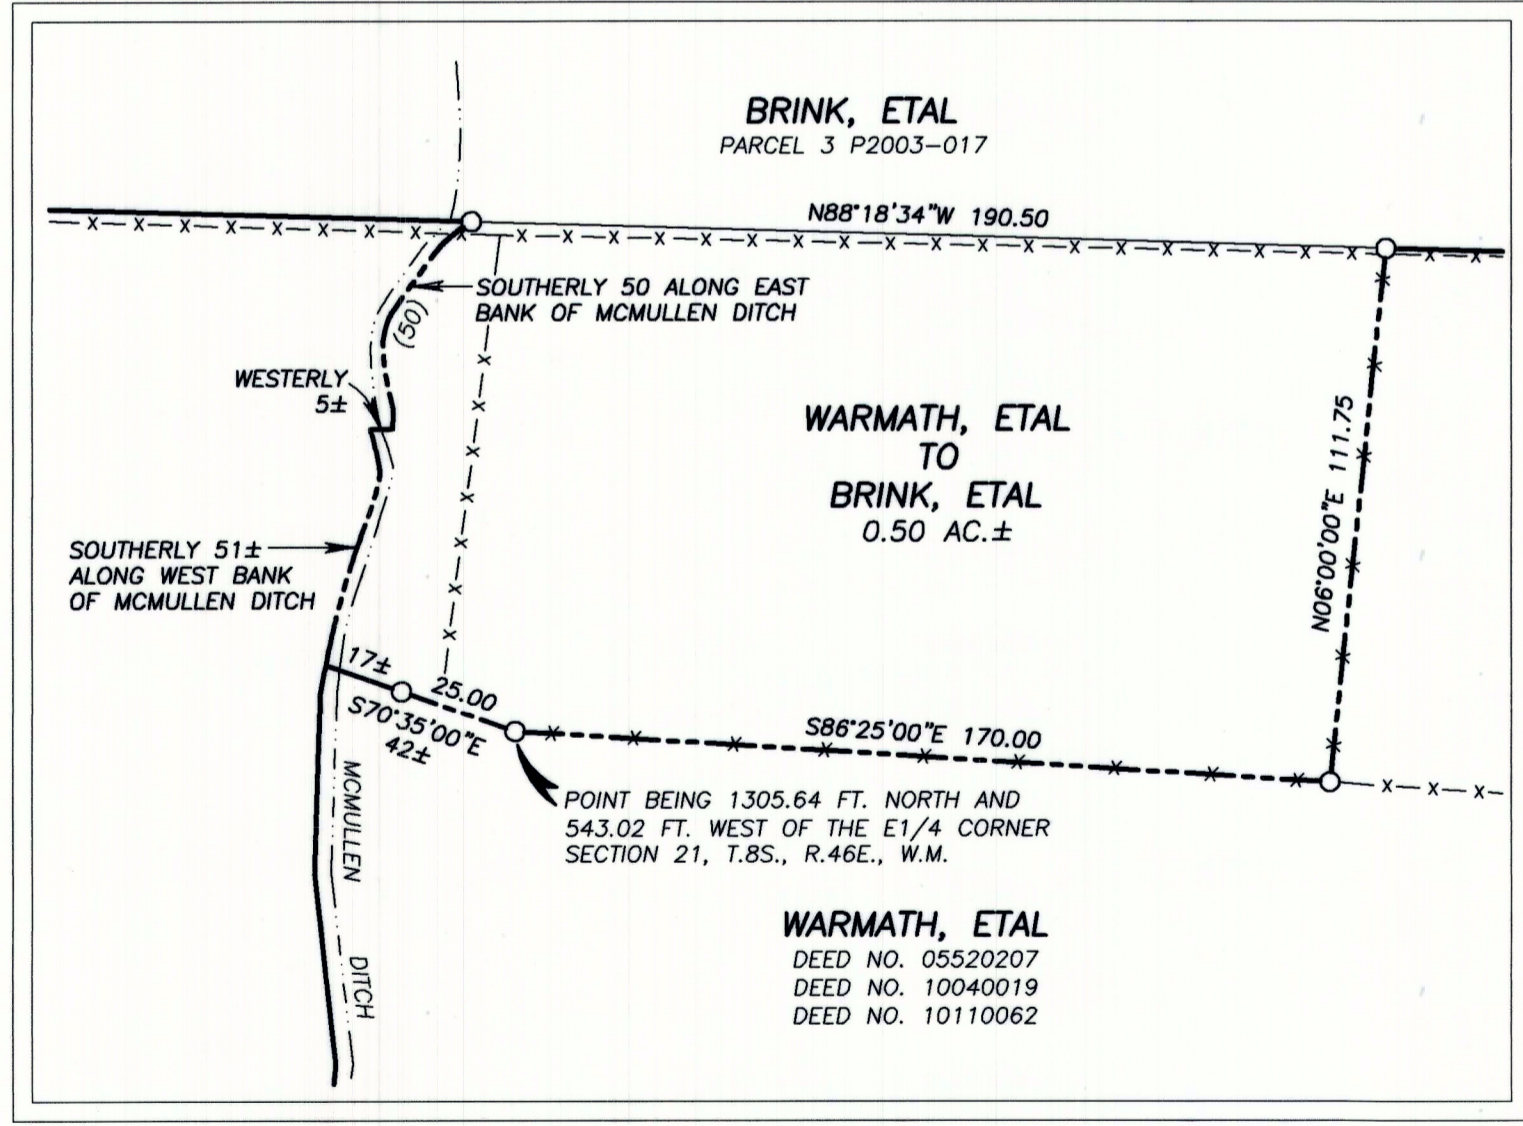 BRINK, ETAL
PARCEL 3 P2003-017
N88°18'34"W 190.50
SOUTHERLY 50 ALONG EAST
BANK OF MCMULLEN DITCH
(50)
WESTERLY
5±
WARMATH, ETAL
TO
BRINK, ETAL
0.50 AC.±
N06°00'00"E 111.75
SOUTHERLY 51±
ALONG WEST BANK
OF MCMULLEN DITCH
17±
25.00
S70°35'00"E
42±
S86°25'00"E 170.00
MCMULLEN DITCH
POINT BEING 1305.64 FT. NORTH AND
543.02 FT. WEST OF THE E1/4 CORNER
SECTION 21, T.8S., R.46E., W.M.
WARMATH, ETAL
DEED NO. 05520207
DEED NO. 10040019
DEED NO. 10110062